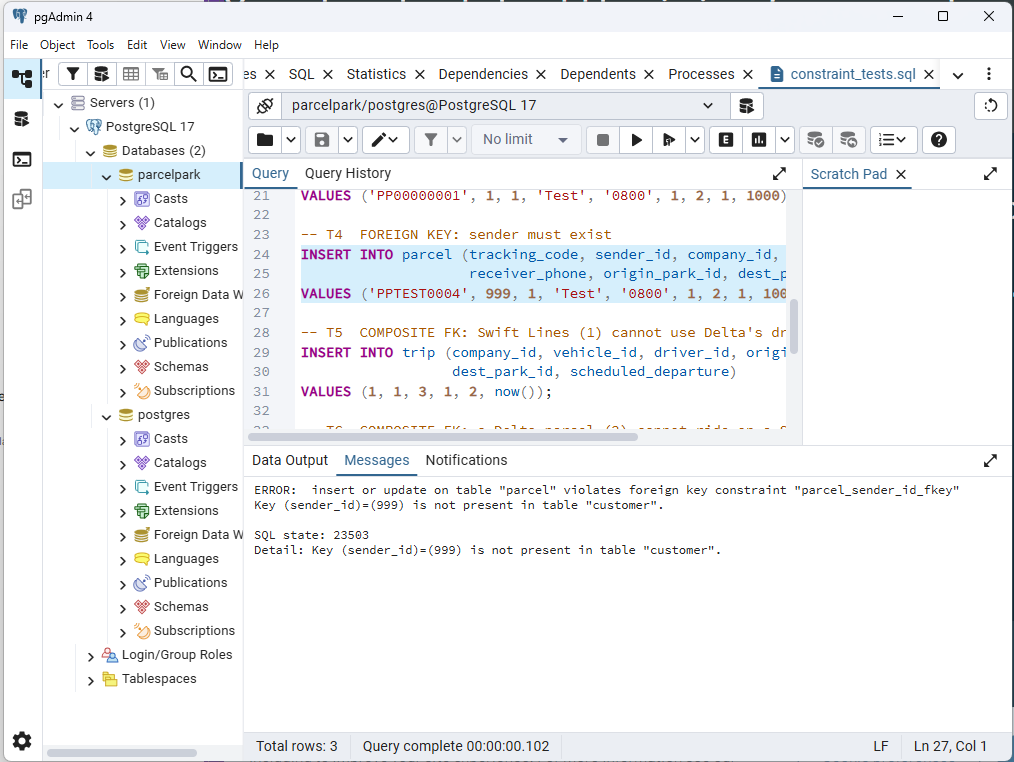 pgAdmin 4
File Object Tools Edit View Window Help
es SQL Statistics Dependencies Dependents Processes constraint_tests.sql
Servers (1)
PostgreSQL 17
Databases (2)
parcelpark
Casts
Catalogs
Event Triggers
Extensions
Foreign Data W
Languages
Publications
Schemas
Subscriptions
postgres
Casts
Catalogs
Event Triggers
Extensions
Foreign Data W
Languages
Publications
Schemas
Subscriptions
Login/Group Roles
Tablespaces
parcelpark/postgres@PostgreSQL 17
No limit
E
Query Query History
Scratch Pad
21 VALUES ('PP00000001', 1, 1, 'Test', '0800', 1, 2, 1, 1000)
22
23 -- T4  FOREIGN KEY: sender must exist
24 INSERT INTO parcel (tracking_code, sender_id, company_id,
25 receiver_phone, origin_park_id, dest_p
26 VALUES ('PPTEST0004', 999, 1, 'Test', '0800', 1, 2, 1, 100
27
28 -- T5  COMPOSITE FK: Swift Lines (1) cannot use Delta's dr
29 INSERT INTO trip (company_id, vehicle_id, driver_id, origi
30 dest_park_id, scheduled_departure)
31 VALUES (1, 1, 3, 1, 2, now());
32
Data Output Messages Notifications
ERROR:  insert or update on table "parcel" violates foreign key constraint "parcel_sender_id_fkey"
Key (sender_id)=(999) is not present in table "customer".
SQL state: 23503
Detail: Key (sender_id)=(999) is not present in table "customer".
Total rows: 3 Query complete 00:00:00.102 LF Ln 27, Col 1